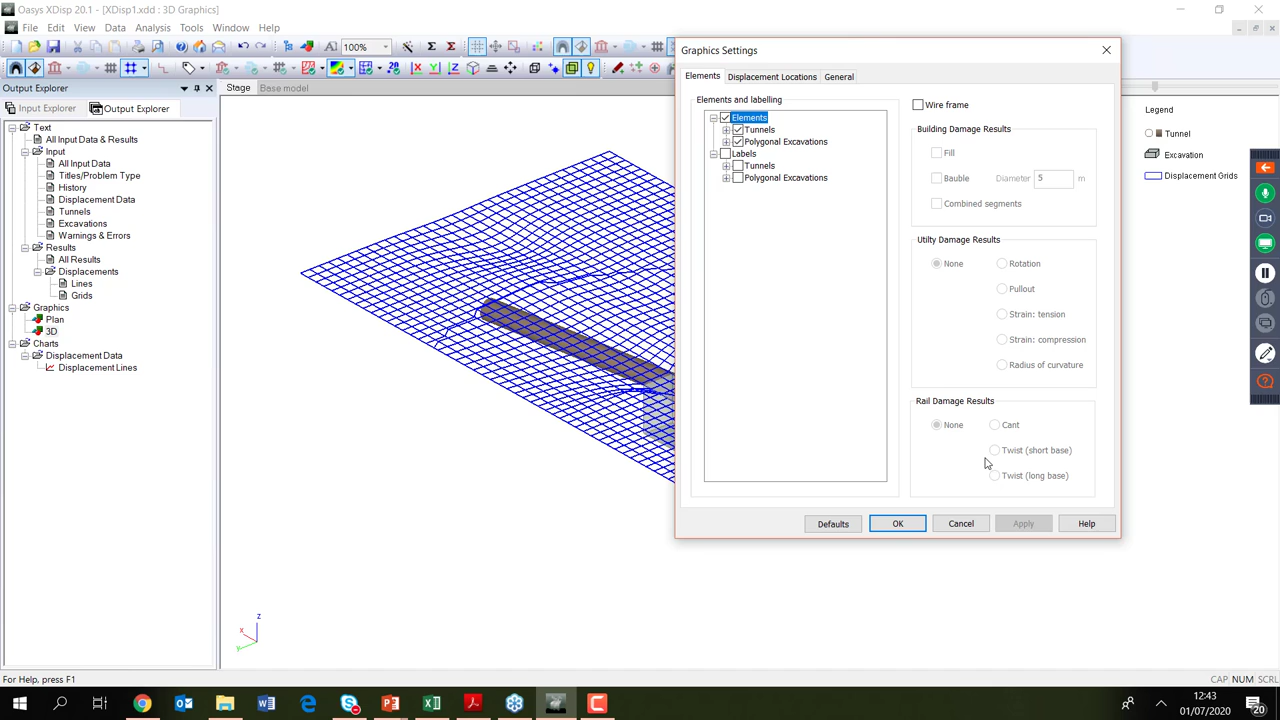 Oasys XDisp 20.1 - [XDisp1.xdd : 3D Graphics]
File Edit View Data Analysis Tools Window Help
100%
Output Explorer
Input Explorer
Output Explorer
Text
All Input Data & Results
Input
All Input Data
Titles/Problem Type
History
Displacement Data
Tunnels
Excavations
Warnings & Errors
Results
All Results
Displacements
Lines
Grids
Graphics
Plan
3D
Charts
Displacement Data
Displacement Lines
Stage Base model
z
x
y
Graphics Settings
Elements Displacement Locations General
Elements and labelling
Elements
Tunnels
Polygonal Excavations
Labels
Tunnels
Polygonal Excavations
Wire frame
Building Damage Results
Fill
Bauble Diameter 5 m
Combined segments
Utilty Damage Results
None Rotation
Pullout
Strain: tension
Strain: compression
Radius of curvature
Rail Damage Results
None Cant
Twist (short base)
Twist (long base)
Defaults OK Cancel Apply Help
Legend
Tunnel
Excavation
Displacement Grids
For Help, press F1
CAP NUM SCRL
12:43
01/07/2020
20